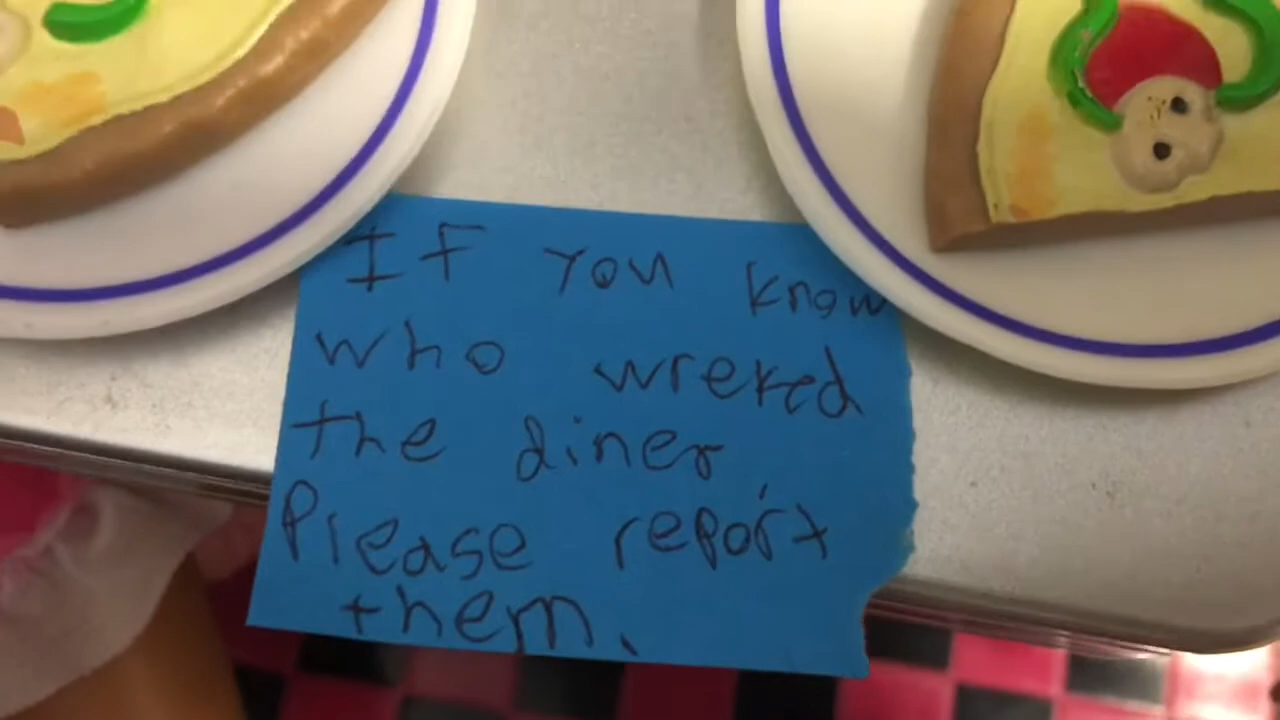 IF you know
who wreked
the diner
Please report
them.